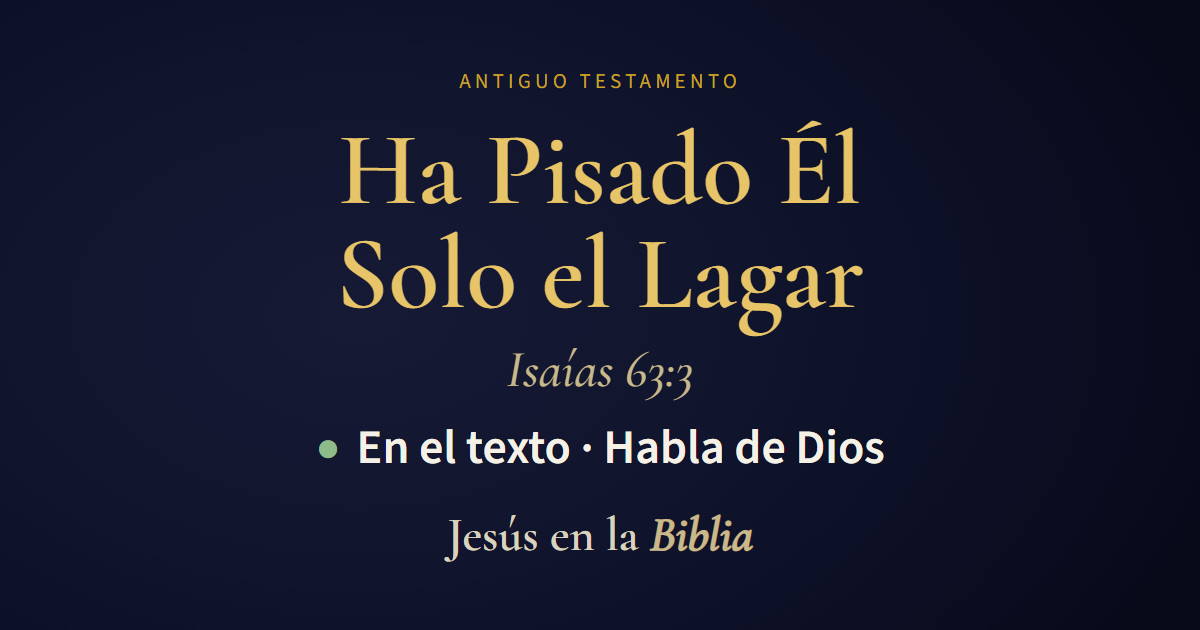 ANTIGUO TESTAMENTO
Ha Pisado Él
Solo el Lagar
Isaías 63:3
En el texto · Habla de Dios
Jesús en la Biblia